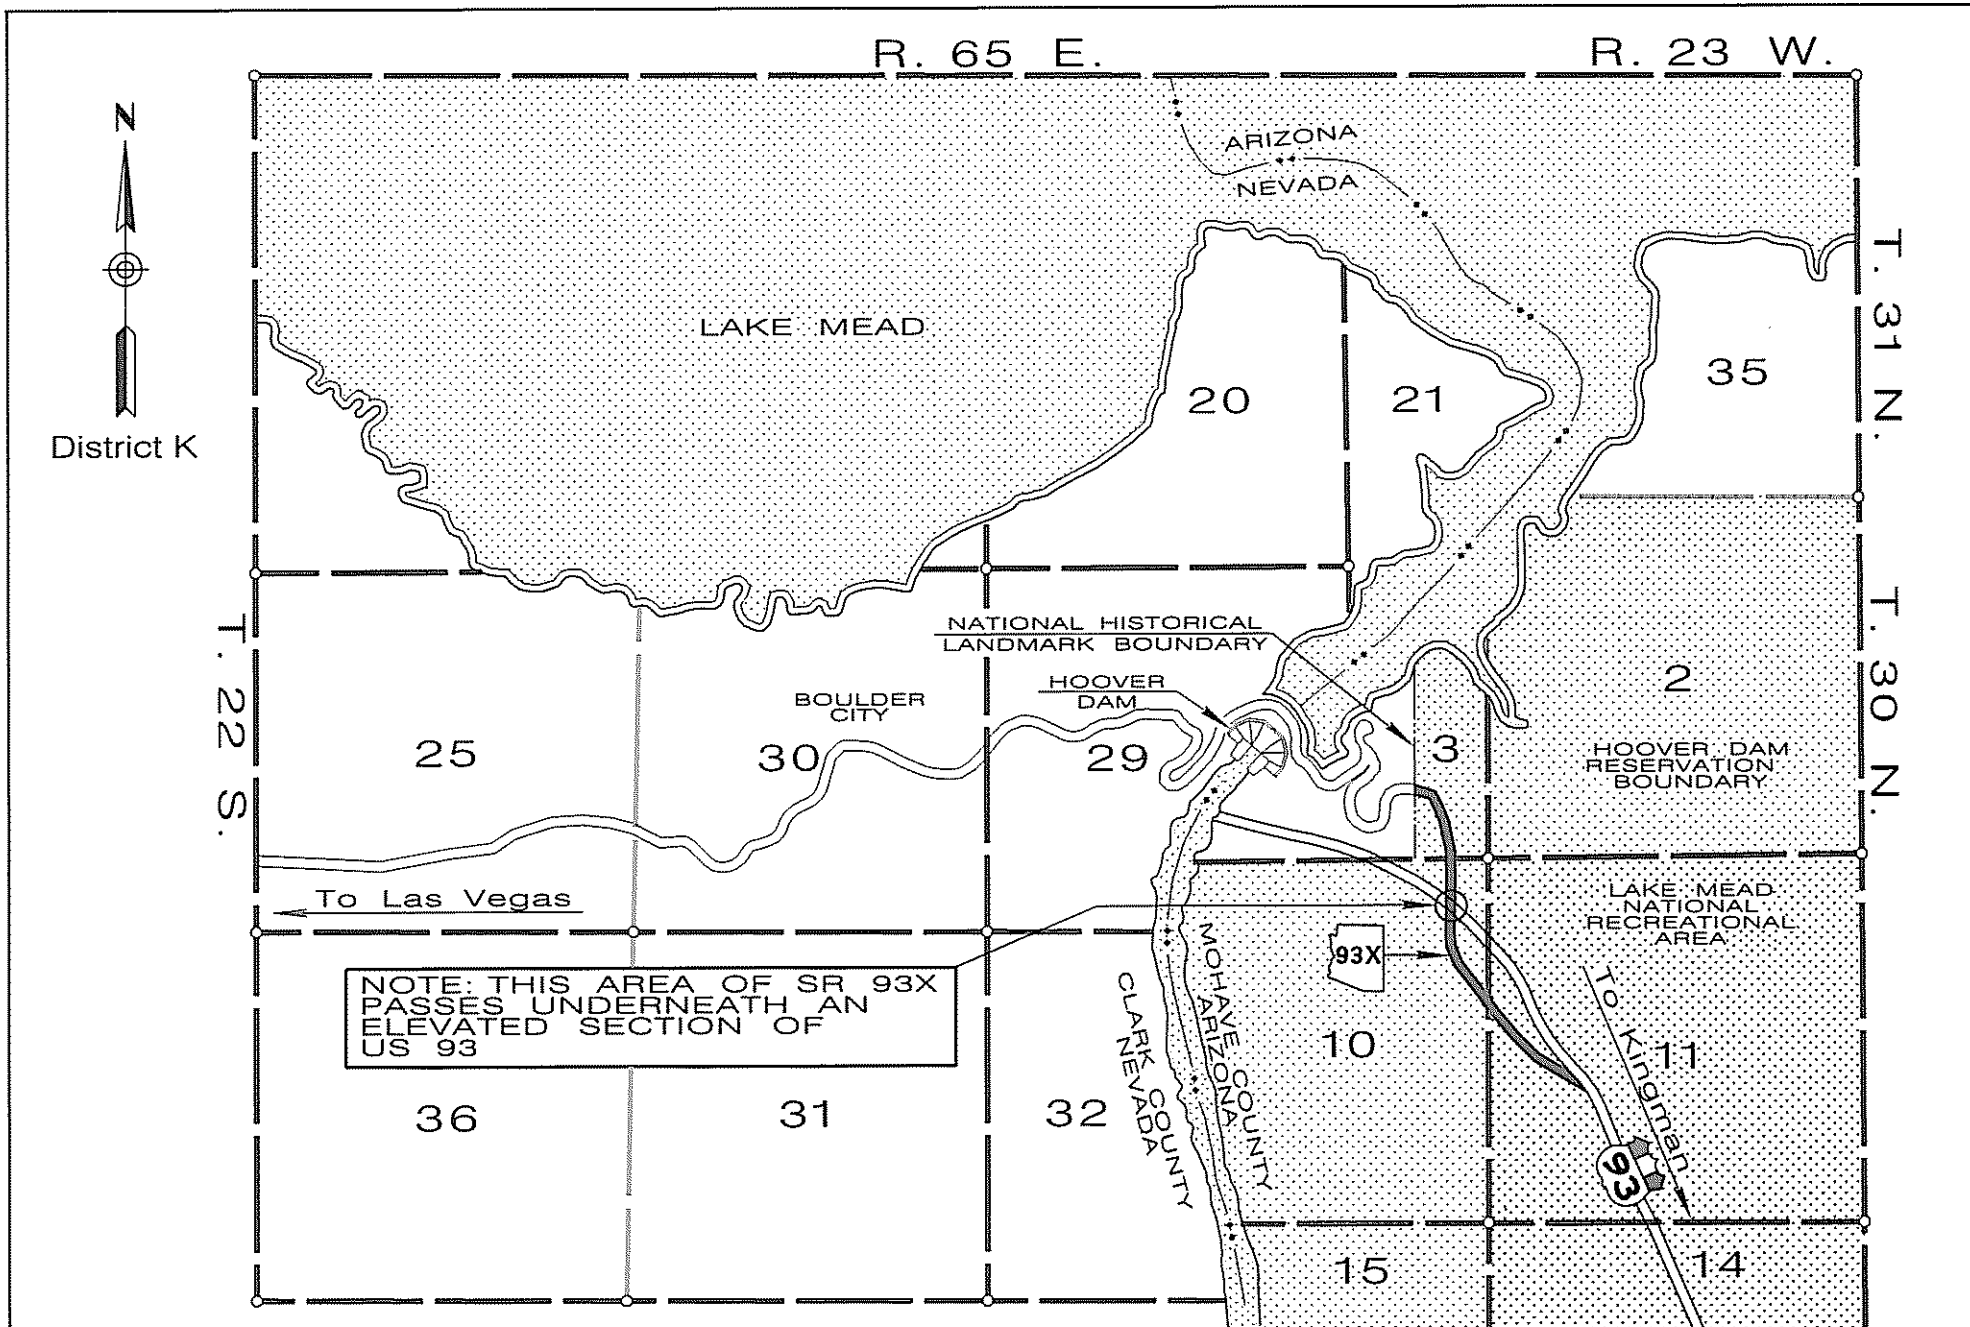 R. 65 E.
R. 23 W.
N
District K
ARIZONA
NEVADA
LAKE MEAD
20
21
35
T. 31 N.
T. 22 S.
T. 30 N.
NATIONAL HISTORICAL
LANDMARK BOUNDARY
HOOVER
DAM
BOULDER
CITY
25
30
29
3
2
HOOVER DAM
RESERVATION
BOUNDARY
To Las Vegas
LAKE MEAD
NATIONAL
RECREATIONAL
AREA
NOTE: THIS AREA OF SR 93X
PASSES UNDERNEATH AN
ELEVATED SECTION OF
US 93
93X
MOHAVE COUNTY
ARIZONA
CLARK COUNTY
NEVADA
To Kingman
10
11
36
31
32
93
15
14